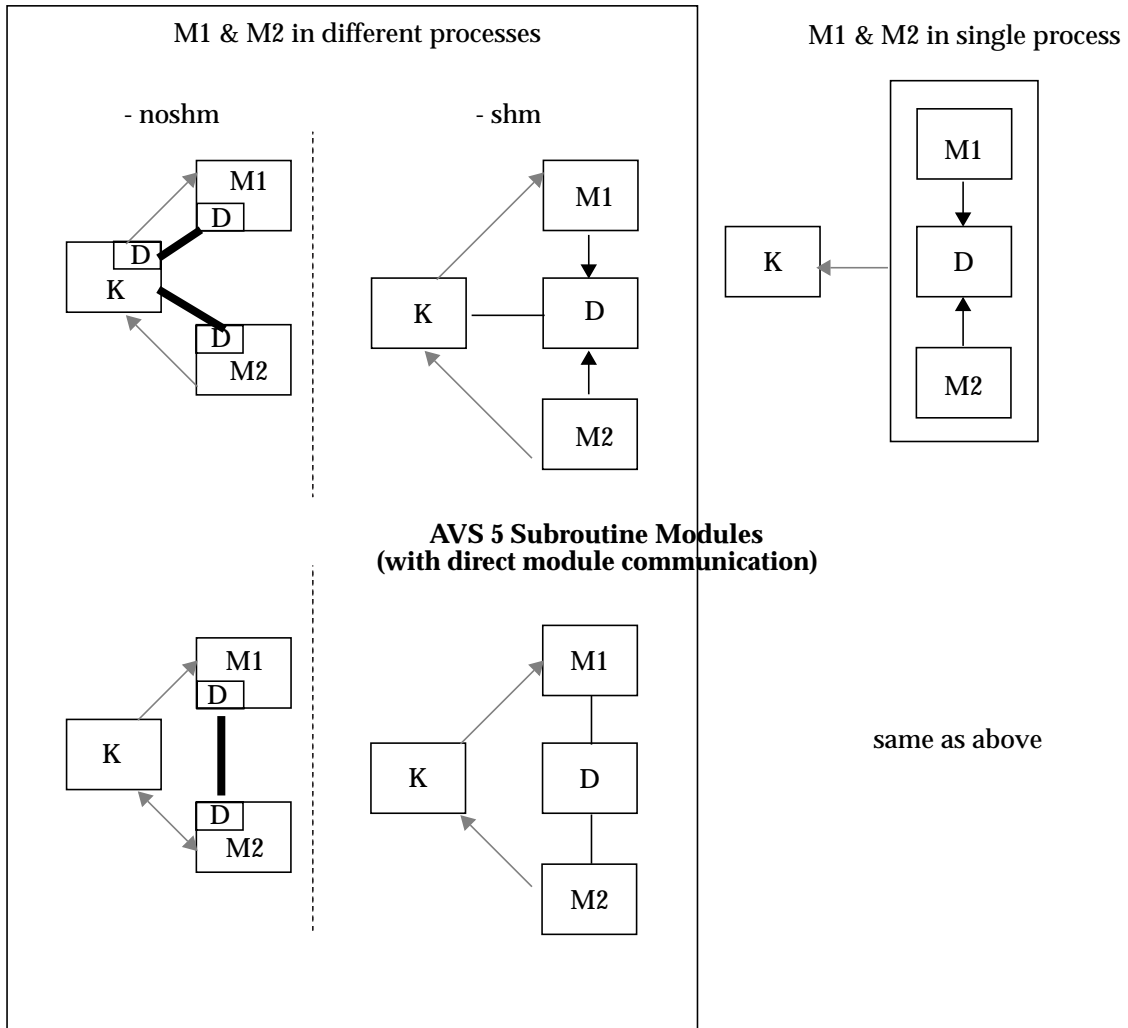 M1 & M2 in different processes
M1 & M2 in single process
- noshm
- shm
M1
D
D
K
D
M2
M1
K
D
M2
M1
K
D
M2
AVS 5 Subroutine Modules
(with direct module communication)
M1
D
K
D
M2
M1
K
D
M2
same as above